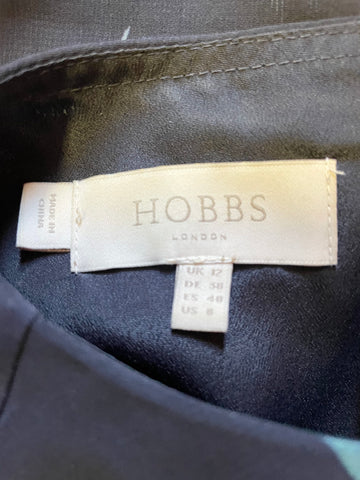 MADE IN
CHINA
HOBBS
LONDON
UK 12
DE 38
ES 40
US 8